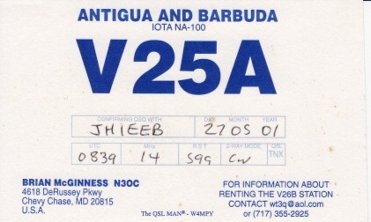 ANTIGUA AND BARBUDA
IOTA NA-100
V25A
CONFIRMING QSO WITH DAY MONTH YEAR
JH1EEB 27 05 01
UTC MHz R S T 2-WAY MODE QSL
0839 14 599 CW TNX
BRIAN McGINNESS N3OC
4618 DeRussey Pkwy
Chevy Chase, MD 20815
U.S.A.
FOR INFORMATION ABOUT
RENTING THE V26B STATION
CONTACT wt3q@aol.com
or (717) 355-2925
The QSL MAN® - W4MPY